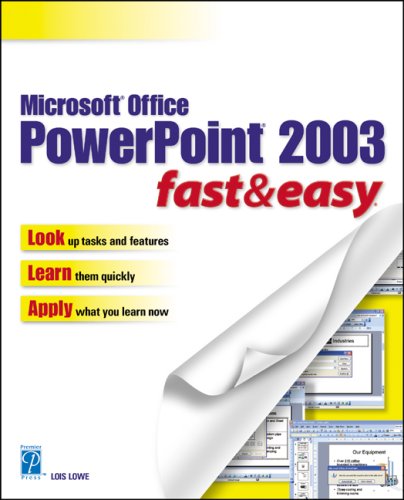 Microsoft® Office
PowerPoint® 2003
fast&easy®
Look up tasks and features
Learn them quickly
Apply what you learn now
Industries
Our Equipment
Premier
Press™
LOIS LOWE